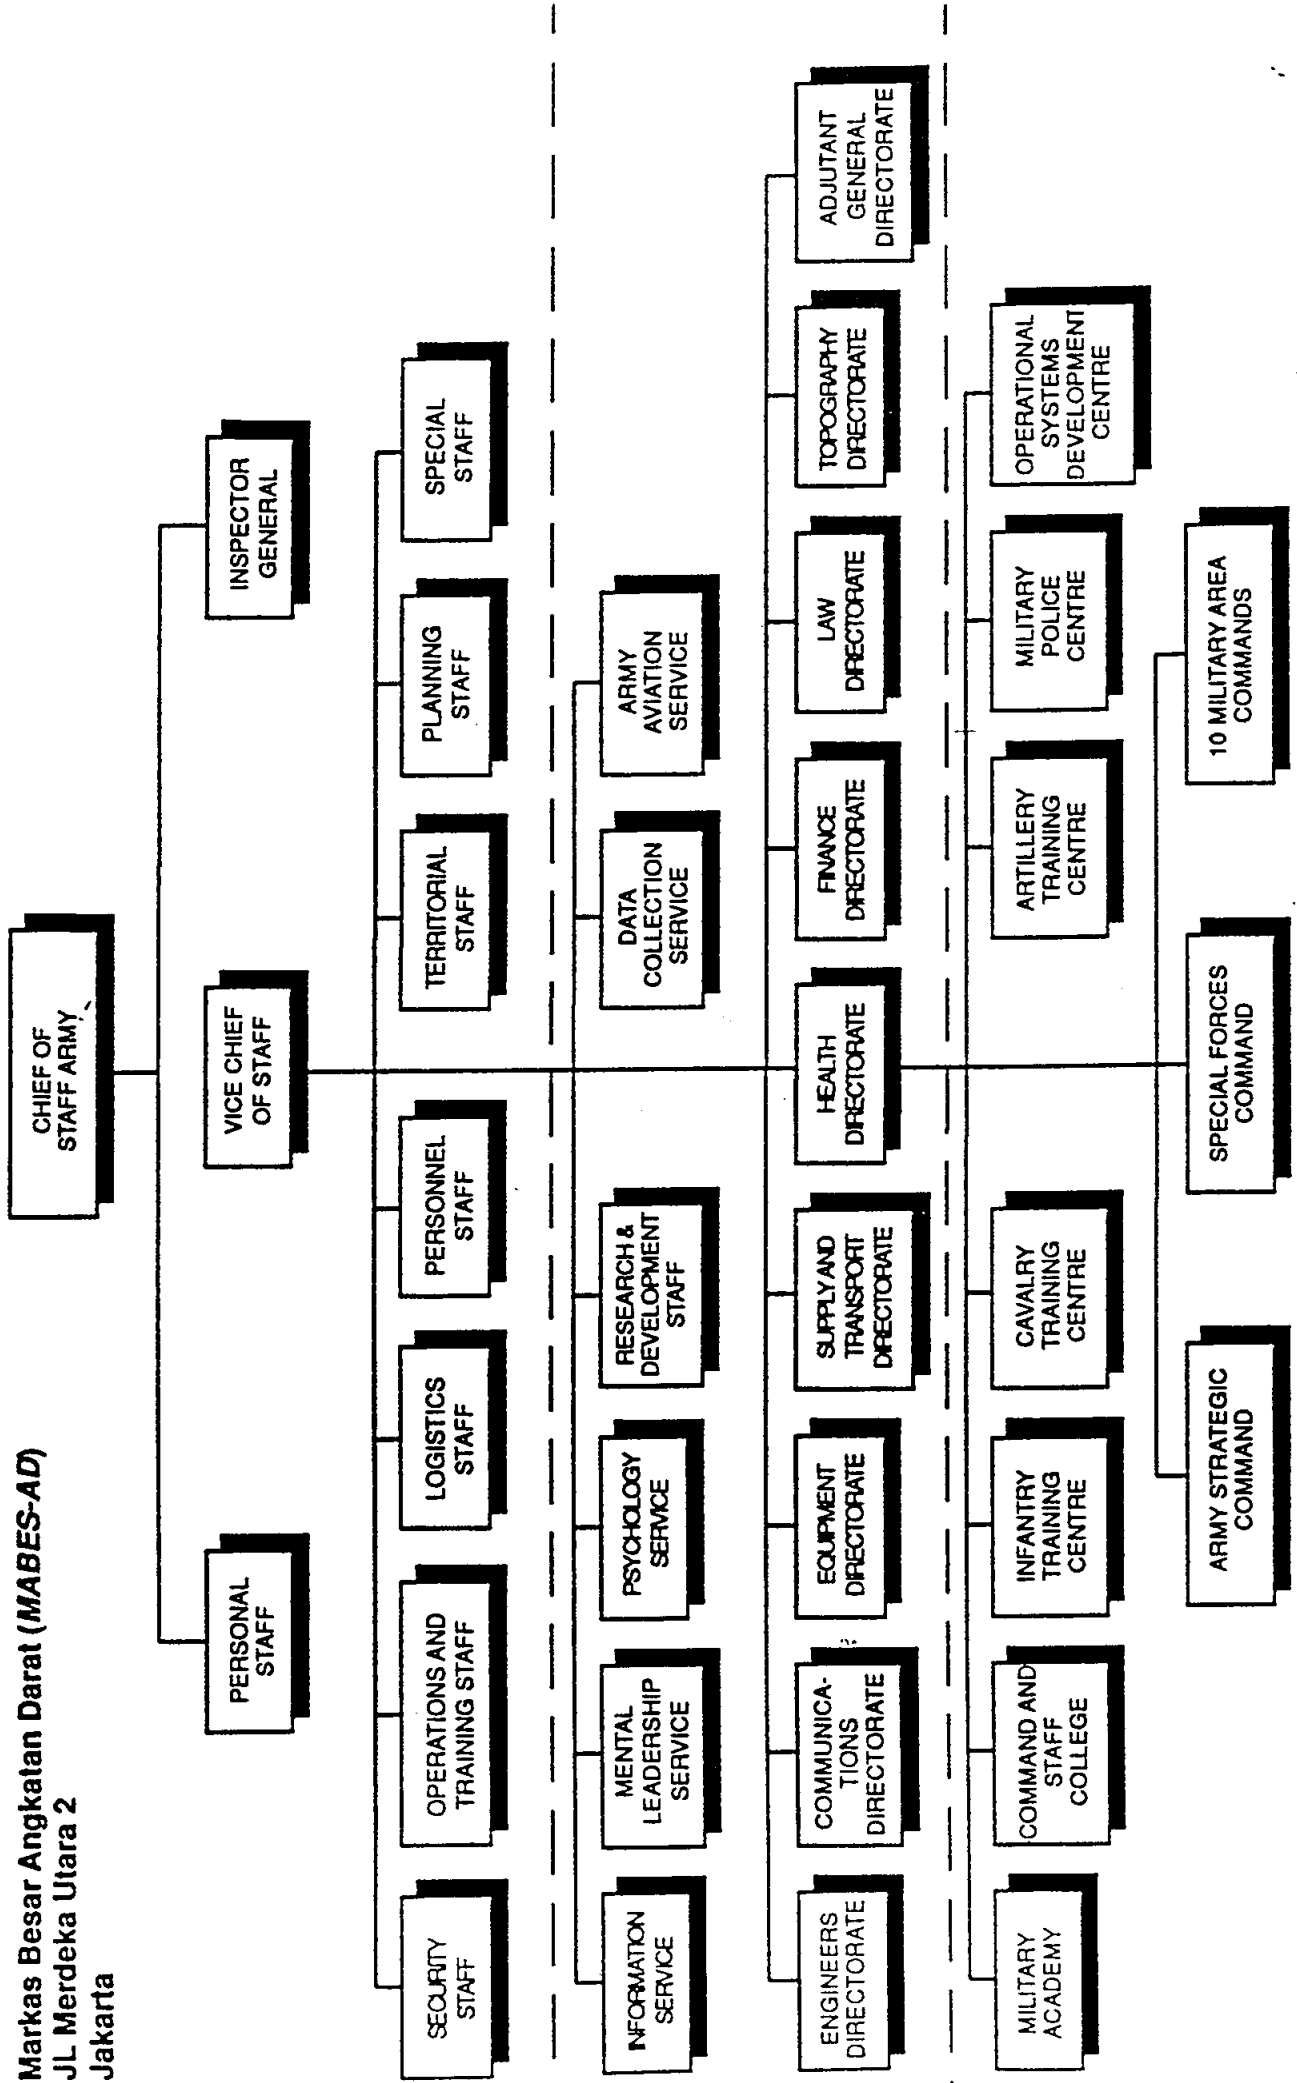 Markas Besar Angkatan Darat (MABES-AD)
JL Merdeka Utara 2
Jakarta
CHIEF OF
STAFF ARMY
PERSONAL
STAFF
VICE CHIEF
OF STAFF
INSPECTOR
GENERAL
SECURITY
STAFF
OPERATIONS AND
TRAINING STAFF
LOGISTICS
STAFF
PERSONNEL
STAFF
TERRITORIAL
STAFF
PLANNING
STAFF
SPECIAL
STAFF
INFORMATION
SERVICE
MENTAL
LEADERSHIP
SERVICE
PSYCHOLOGY
SERVICE
RESEARCH &
DEVELOPMENT
STAFF
DATA
COLLECTION
SERVICE
ARMY
AVIATION
SERVICE
ENGINEERS
DIRECTORATE
COMMUNICA-
TIONS
DIRECTORATE
EQUIPMENT
DIRECTORATE
SUPPLY AND
TRANSPORT
DIRECTORATE
HEALTH
DIRECTORATE
FINANCE
DIRECTORATE
LAW
DIRECTORATE
TOPOGRAPHY
DIRECTORATE
ADJUTANT
GENERAL
DIRECTORATE
MILITARY
ACADEMY
COMMAND AND
STAFF
COLLEGE
INFANTRY
TRAINING
CENTRE
CAVALRY
TRAINING
CENTRE
ARTILLERY
TRAINING
CENTRE
MILITARY
POLICE
CENTRE
OPERATIONAL
SYSTEMS
DEVELOPMENT
CENTRE
ARMY STRATEGIC
COMMAND
SPECIAL FORCES
COMMAND
10 MILITARY AREA
COMMANDS